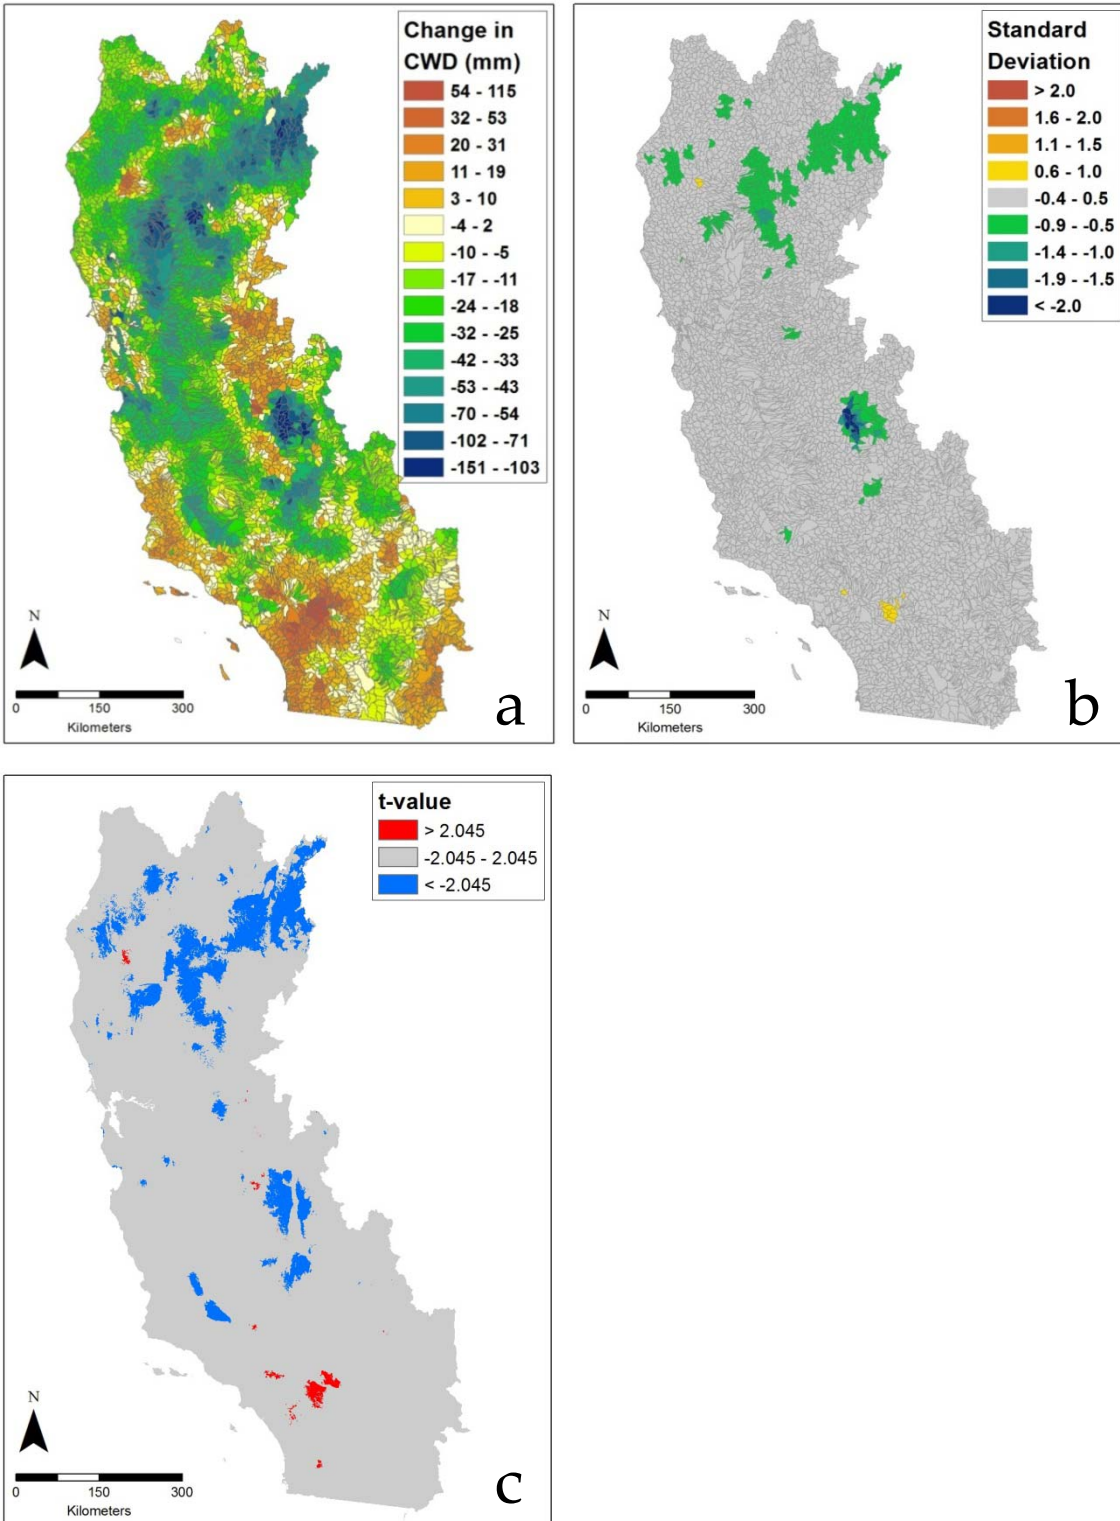 Change in
CWD (mm)
54 - 115
32 - 53
20 - 31
11 - 19
3 - 10
-4 - 2
-10 - -5
-17 - -11
-24 - -18
-32 - -25
-42 - -33
-53 - -43
-70 - -54
-102 - -71
-151 - -103
N
0 150 300
Kilometers
a
Standard
Deviation
> 2.0
1.6 - 2.0
1.1 - 1.5
0.6 - 1.0
-0.4 - 0.5
-0.9 - -0.5
-1.4 - -1.0
-1.9 - -1.5
< -2.0
N
0 150 300
Kilometers
b
t-value
> 2.045
-2.045 - 2.045
< -2.045
N
0 150 300
Kilometers
c